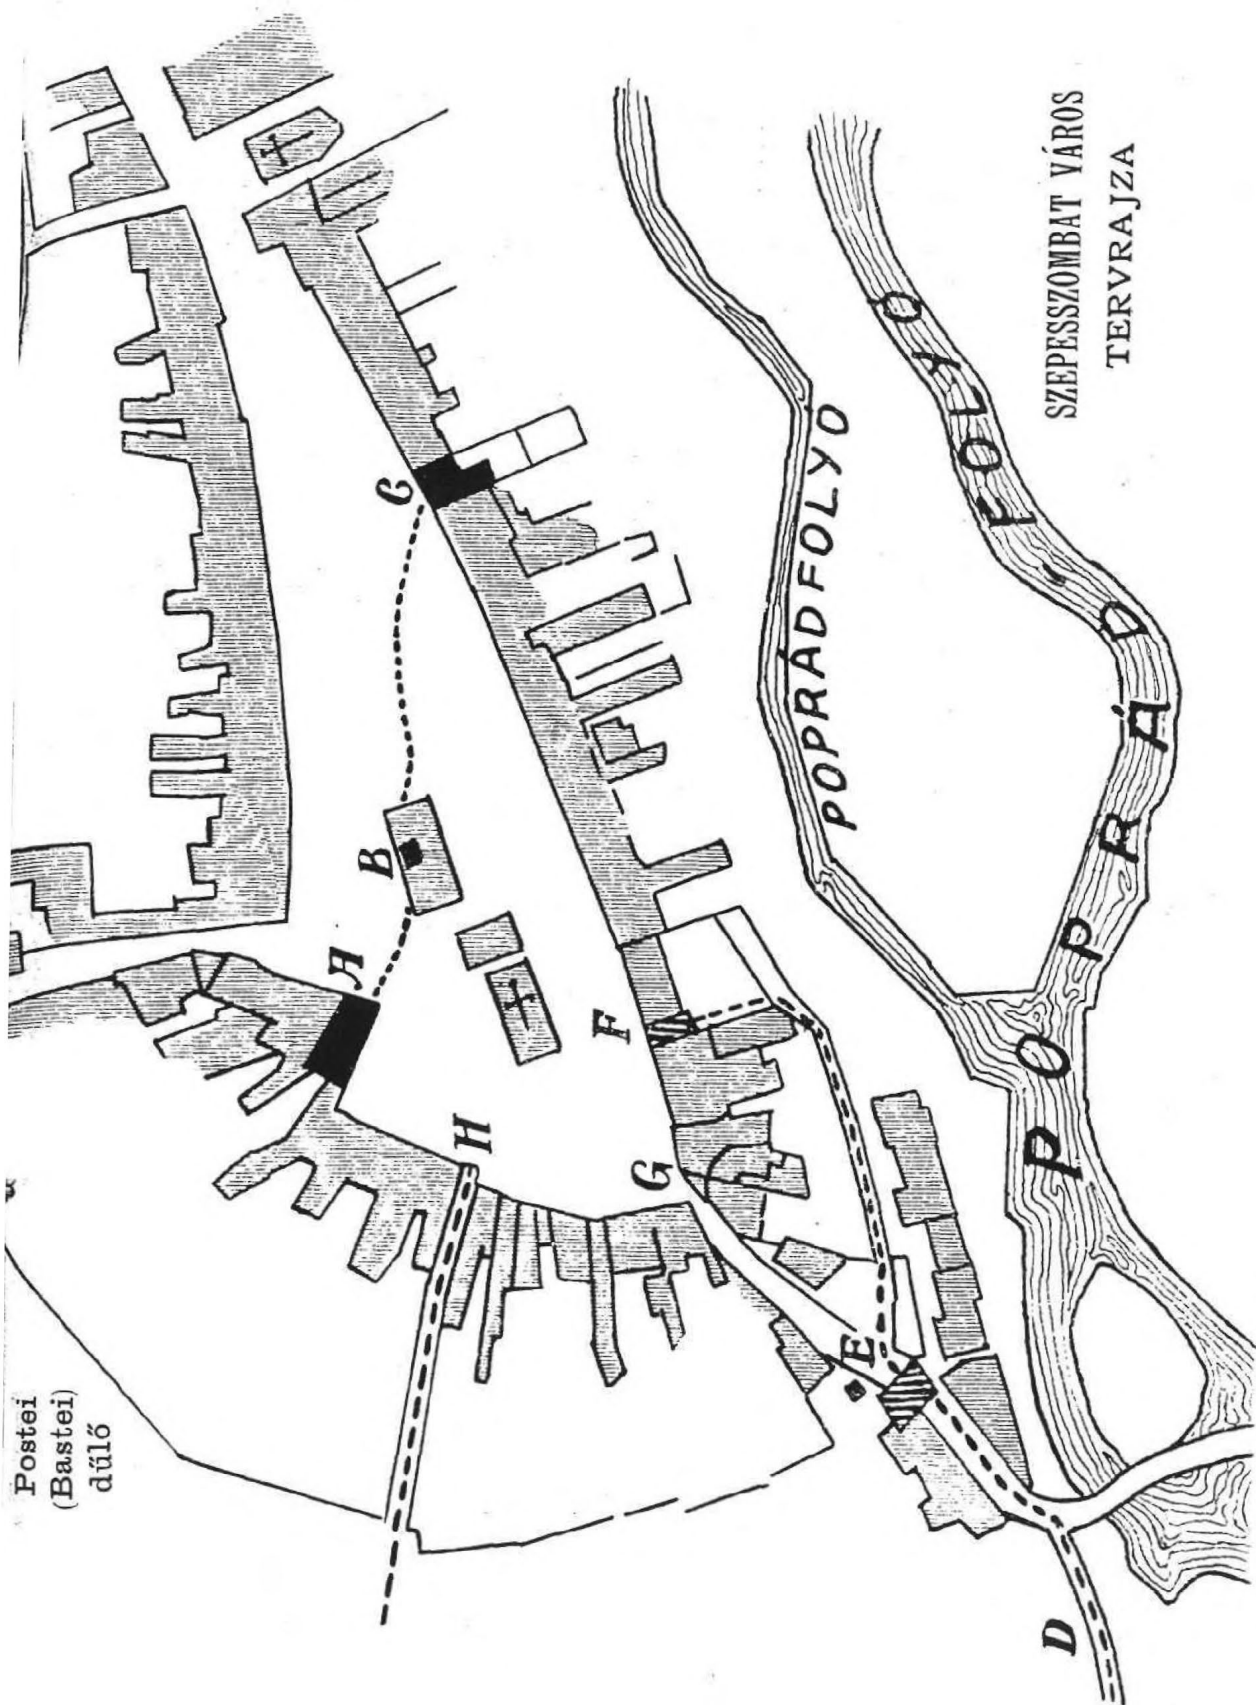 Postei
(Bastei)
dűlő
SZEPESSZOMBAT VÁROS
TERVRAJZA
POPRÁDFOLYÓ
POPRÁD-FOLYÓ
A
B
C
D
E
F
G
H